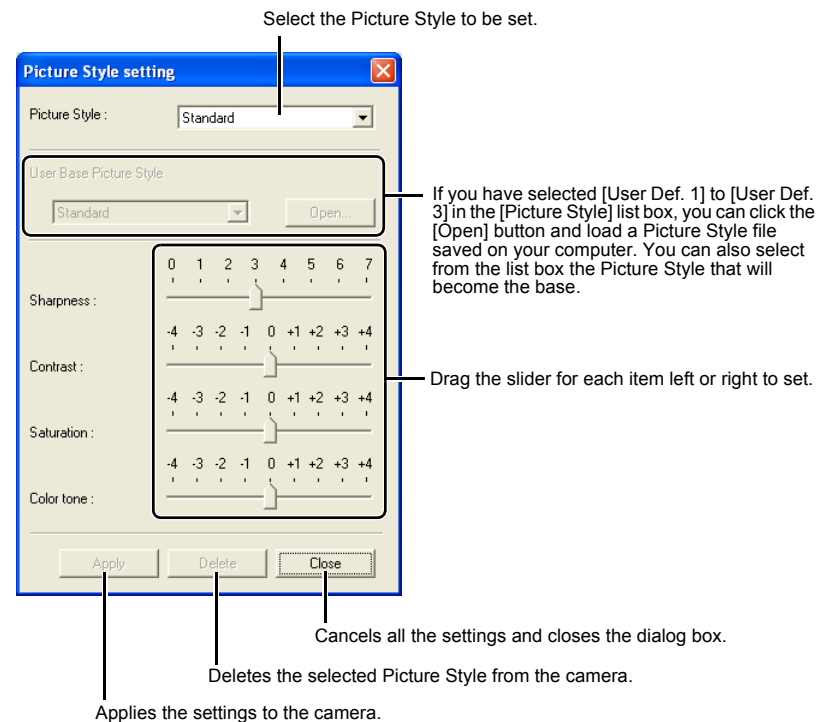 Select the Picture Style to be set.
Picture Style setting
Picture Style :
Standard
User Base Picture Style
Standard
Open...
If you have selected [User Def. 1] to [User Def.
3] in the [Picture Style] list box, you can click the
[Open] button and load a Picture Style file
saved on your computer. You can also select
from the list box the Picture Style that will
become the base.
0 1 2 3 4 5 6 7
Sharpness :
-4 -3 -2 -1 0 +1 +2 +3 +4
Contrast :
Drag the slider for each item left or right to set.
-4 -3 -2 -1 0 +1 +2 +3 +4
Saturation :
-4 -3 -2 -1 0 +1 +2 +3 +4
Color tone :
Apply
Delete
Close
Cancels all the settings and closes the dialog box.
Deletes the selected Picture Style from the camera.
Applies the settings to the camera.